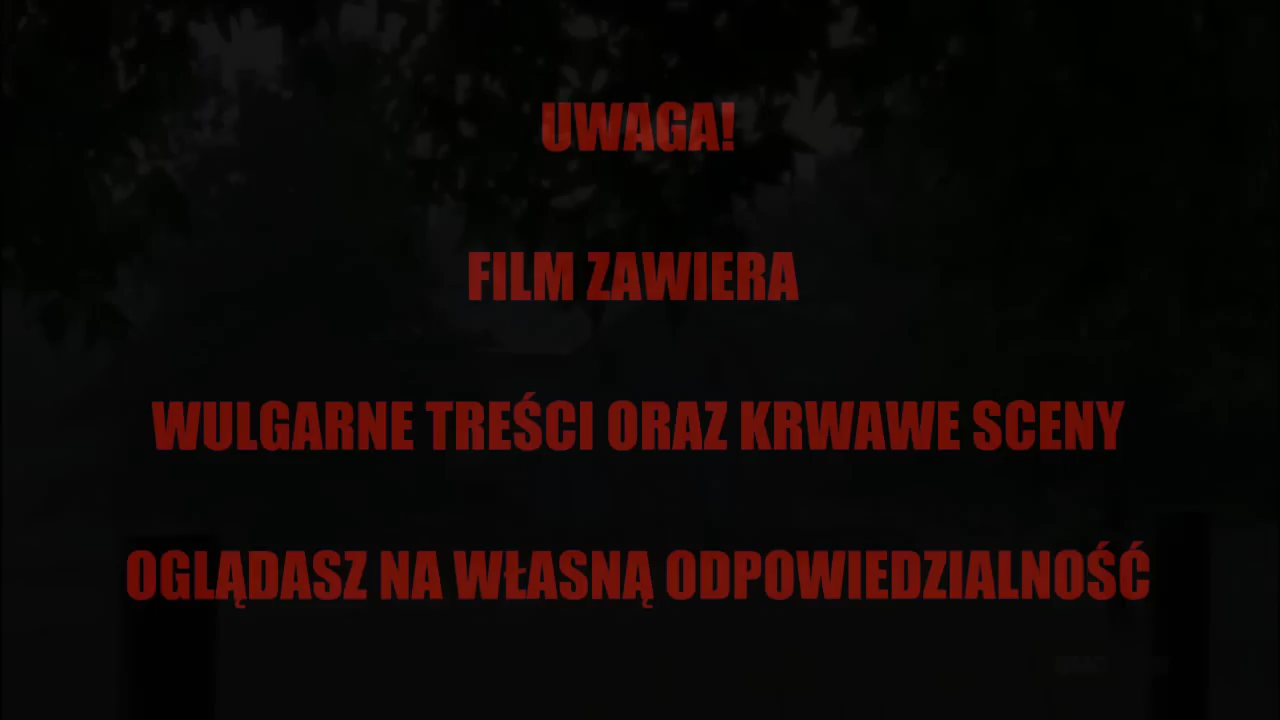 UWAGA!
FILM ZAWIERA
WULGARNE TREŚCI ORAZ KRWAWE SCENY
OGLĄDASZ NA WŁASNĄ ODPOWIEDZIALNOŚĆ